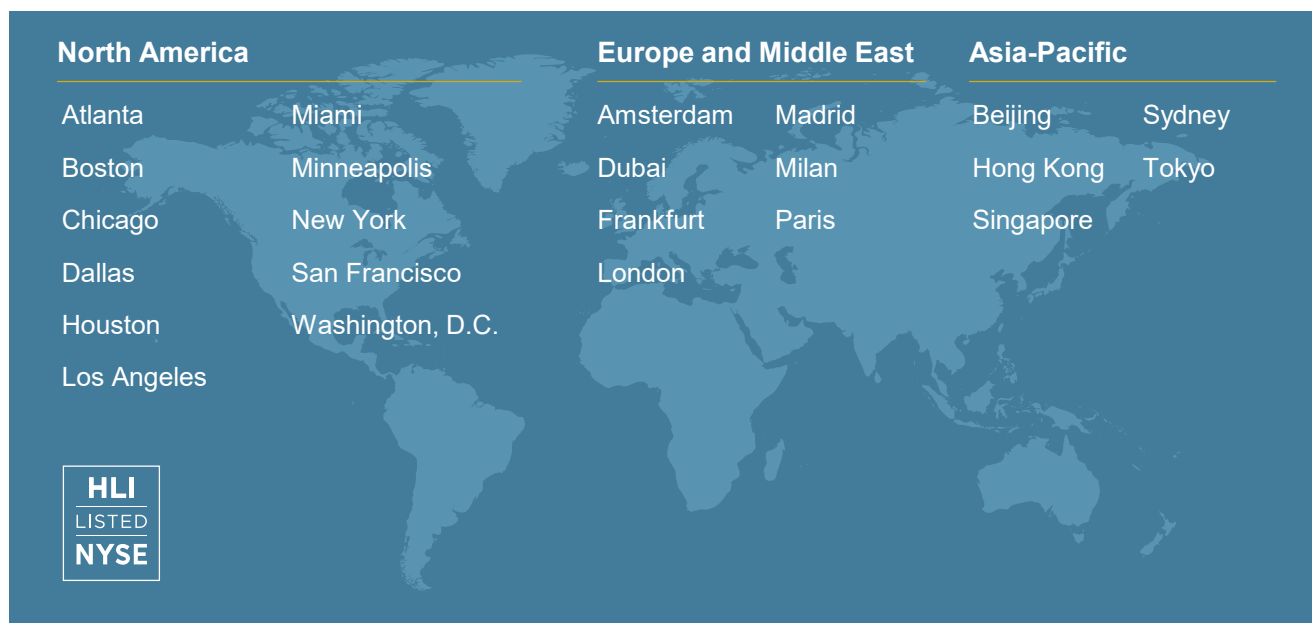 North America
Atlanta
Boston
Chicago
Dallas
Houston
Los Angeles
Miami
Minneapolis
New York
San Francisco
Washington, D.C.
Europe and Middle East
Amsterdam
Dubai
Frankfurt
London
Madrid
Milan
Paris
Asia-Pacific
Beijing
Hong Kong
Singapore
Sydney
Tokyo
HLI
LISTED
NYSE